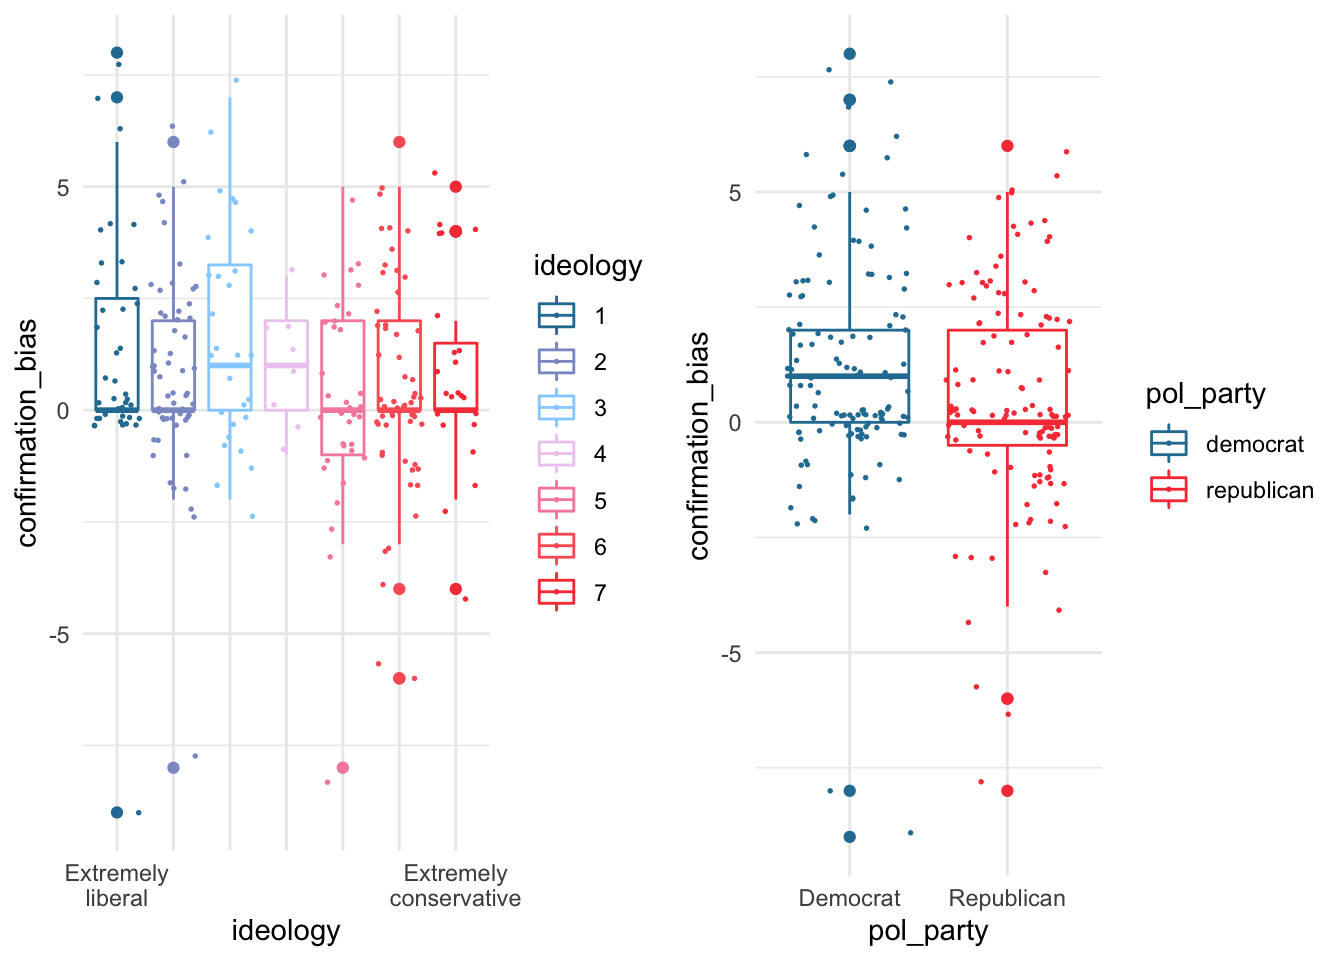 confirmation_bias
5
0
-5
Extremely
liberal
Extremely
conservative
ideology
ideology
1
2
3
4
5
6
7
confirmation_bias
5
0
-5
Democrat
Republican
pol_party
pol_party
democrat
republican